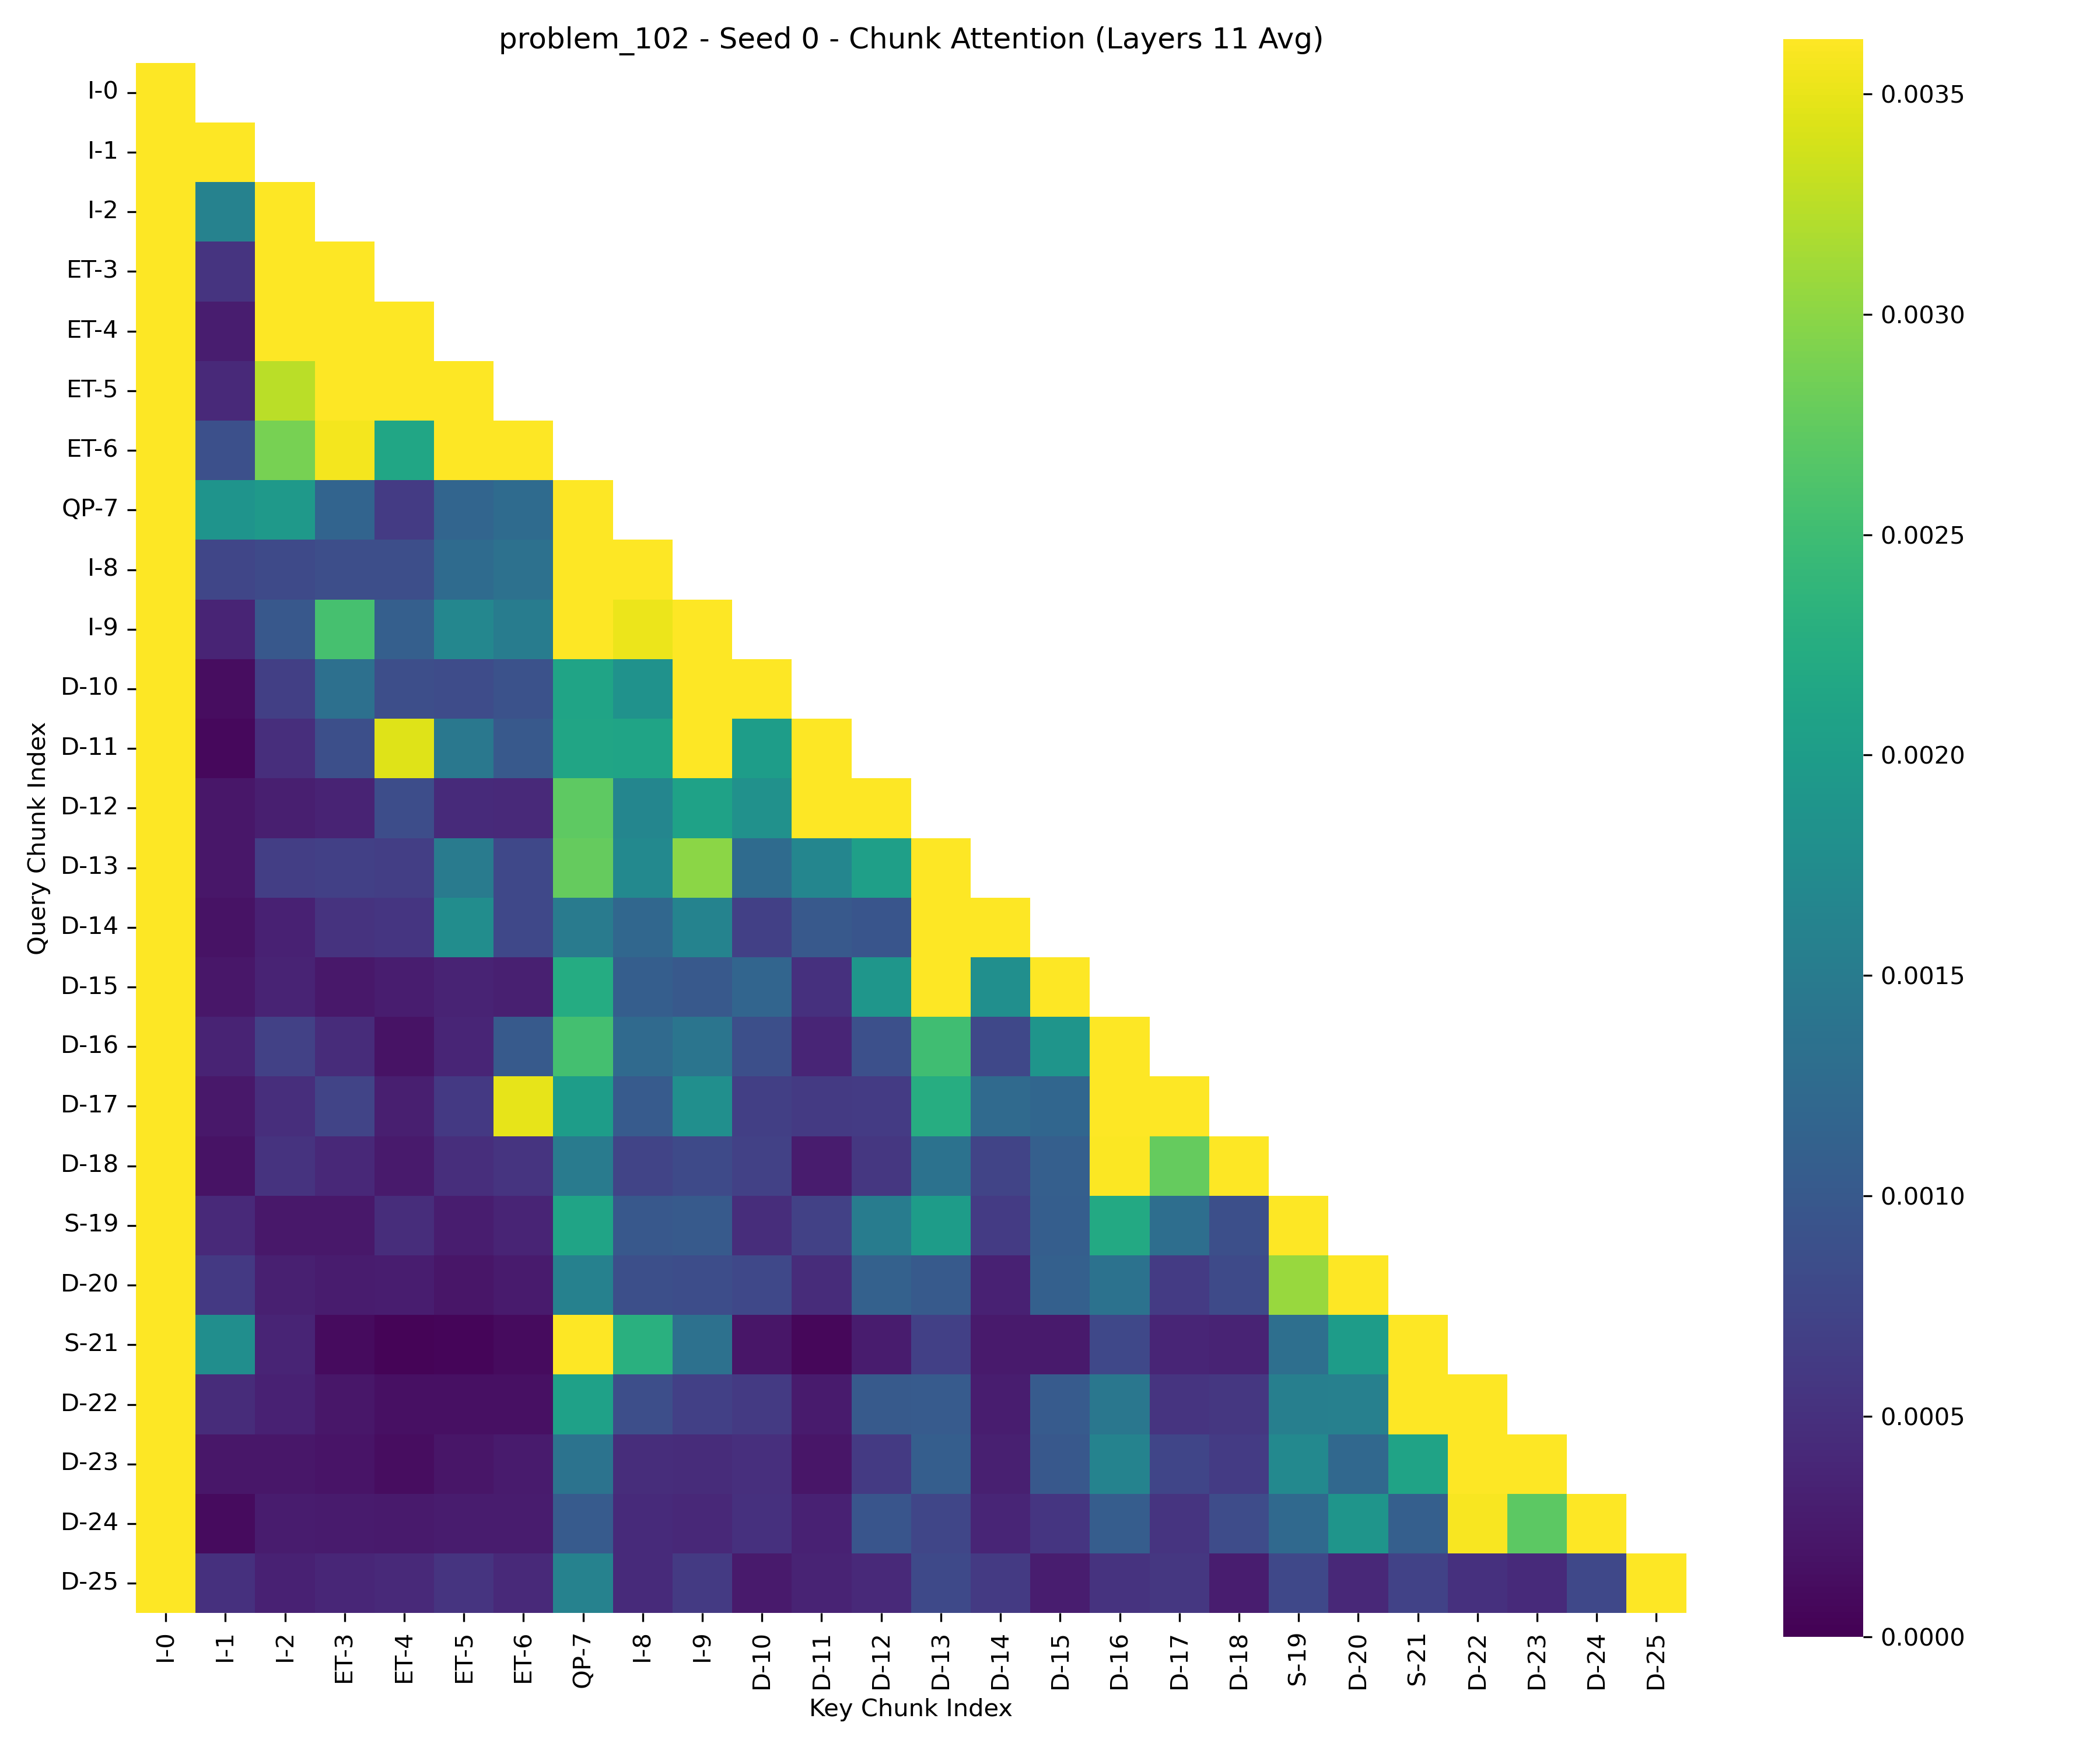 problem_102 - Seed 0 - Chunk Attention (Layers 11 Avg)
Query Chunk Index
I-0
I-1
I-2
ET-3
ET-4
ET-5
ET-6
QP-7
I-8
I-9
D-10
D-11
D-12
D-13
D-14
D-15
D-16
D-17
D-18
S-19
D-20
S-21
D-22
D-23
D-24
D-25
I-0 I-1 I-2 ET-3 ET-4 ET-5 ET-6 QP-7 I-8 I-9 D-10 D-11 D-12 D-13 D-14 D-15 D-16 D-17 D-18 S-19 D-20 S-21 D-22 D-23 D-24 D-25
Key Chunk Index
0.0035
0.0030
0.0025
0.0020
0.0015
0.0010
0.0005
0.0000